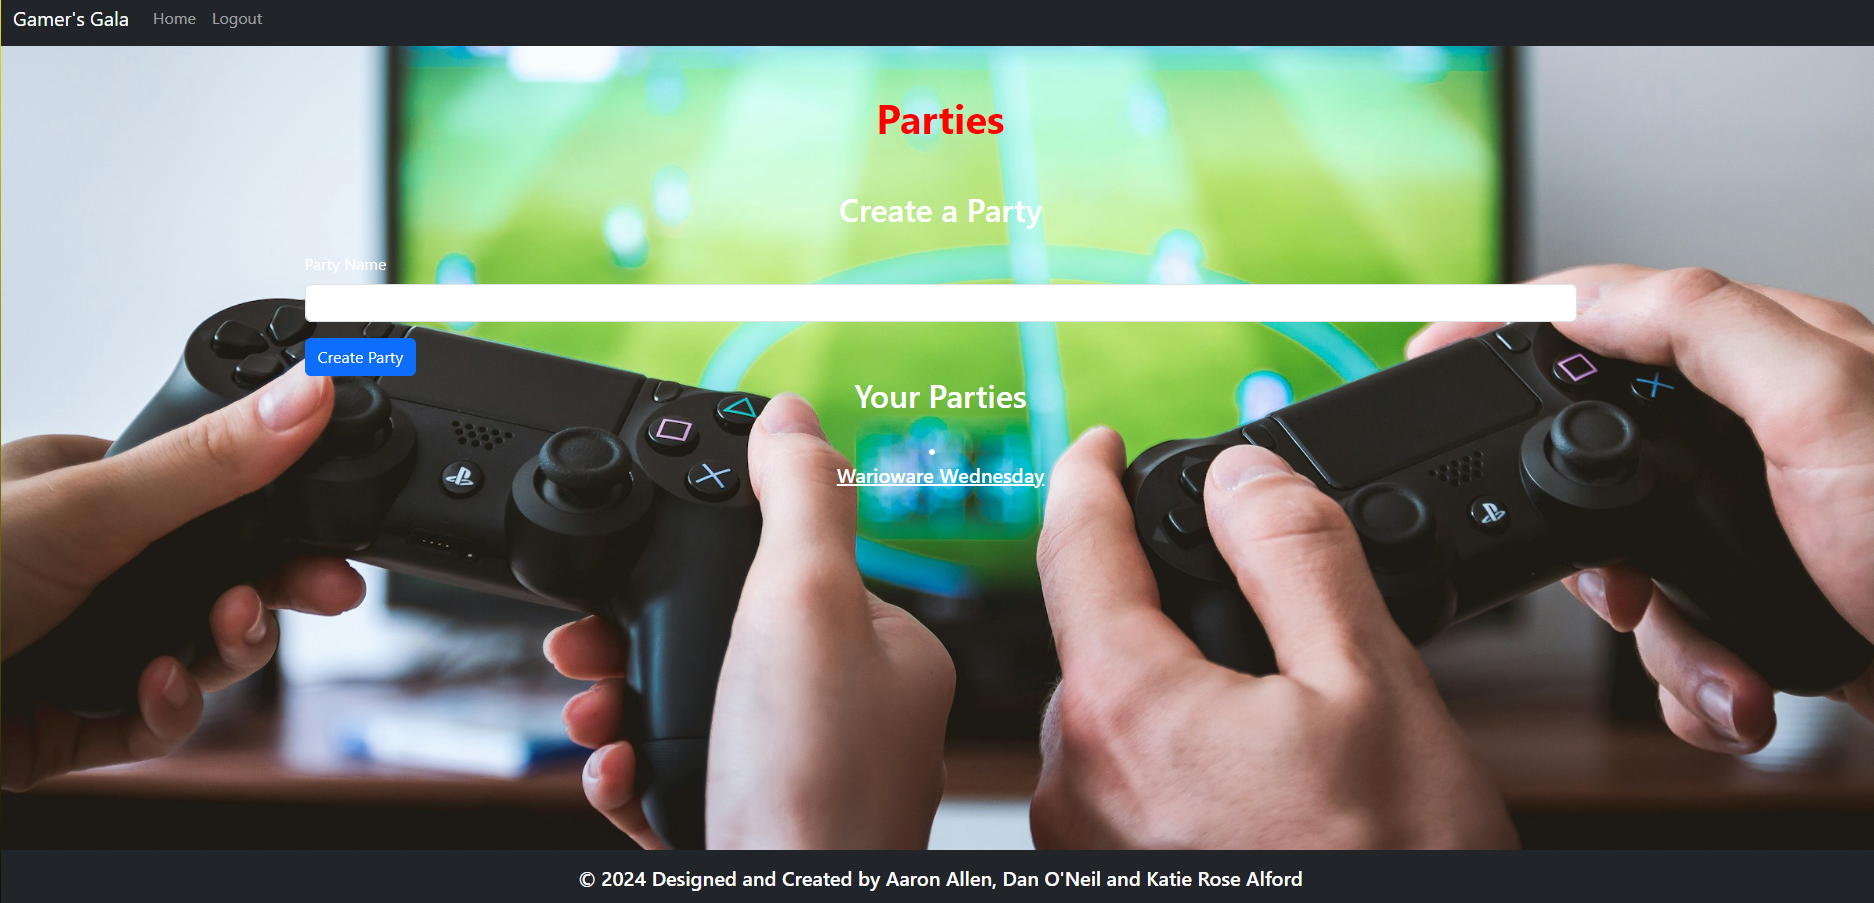 Gamer's Gala Home Logout
Parties
Create a Party
Party Name
Create Party
Your Parties
Warioware Wednesday
© 2024 Designed and Created by Aaron Allen, Dan O'Neil and Katie Rose Alford